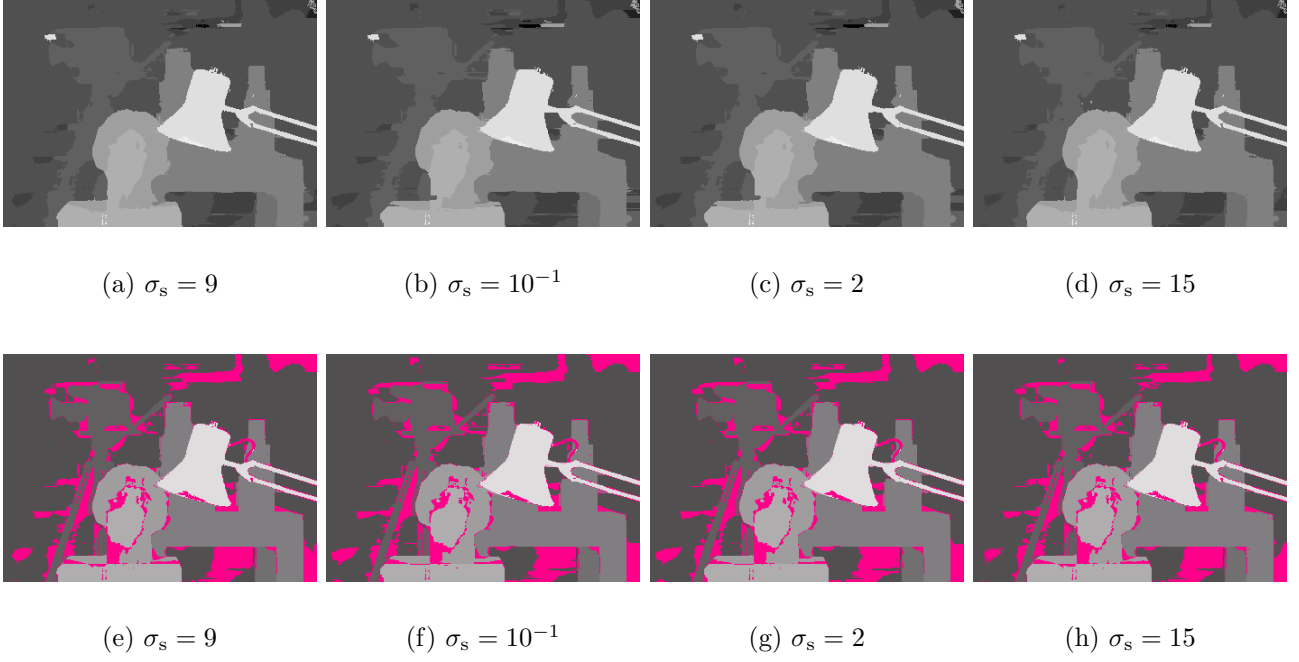 (a) σs = 9 (b) σs = 10−1 (c) σs = 2 (d) σs = 15
(e) σs = 9 (f) σs = 10−1 (g) σs = 2 (h) σs = 15